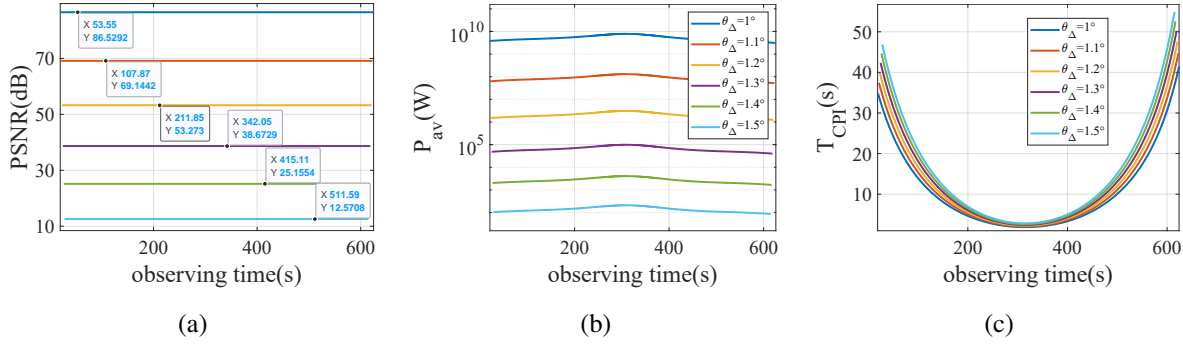 PSNR(dB)
70
50
30
10
X 53.55
Y 86.5292
X 107.87
Y 69.1442
X 211.85
Y 53.273
X 342.05
Y 38.6729
X 415.11
Y 25.1554
X 511.59
Y 12.5708
200 400 600
observing time(s)
(a)
P_av(W)
10^10
10^5
θ_Δ=1°
θ_Δ=1.1°
θ_Δ=1.2°
θ_Δ=1.3°
θ_Δ=1.4°
θ_Δ=1.5°
200 400 600
observing time(s)
(b)
T_CPI(s)
50
40
30
20
10
θ_Δ=1°
θ_Δ=1.1°
θ_Δ=1.2°
θ_Δ=1.3°
θ_Δ=1.4°
θ_Δ=1.5°
200 400 600
observing time(s)
(c)